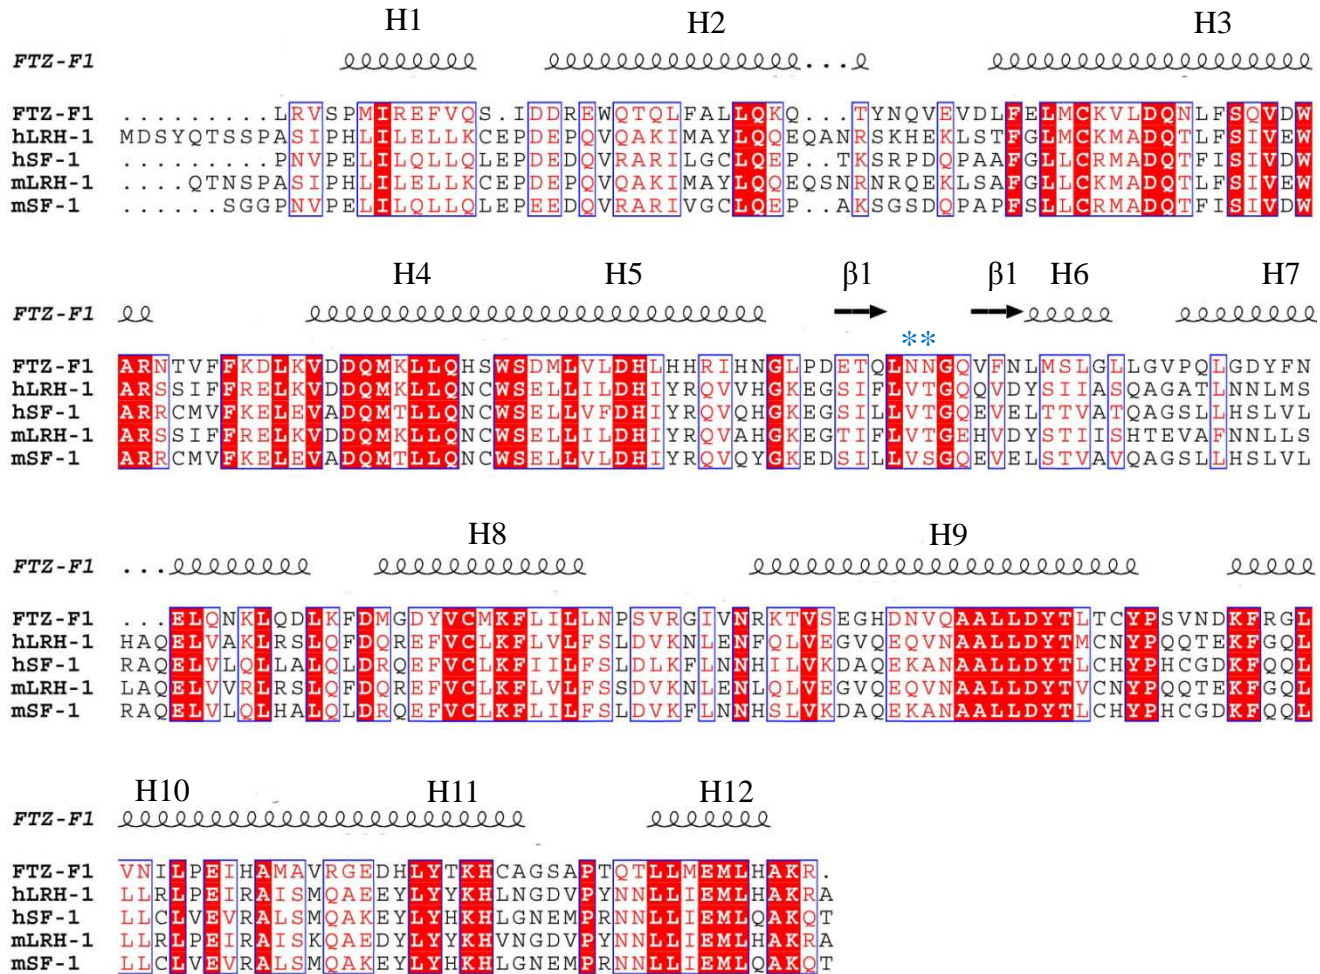 H1 H2 H3
FTZ-F1 ...
FTZ-F1 .........LRVSPMIREFVQS.IDDREWQTQLFALLQKQ...TYNQVEVDLFELMCKVLDQNLFSQVDW
hLRH-1 MDSYQTSSPASIPHLILELLKCEPDEPQVQAKIMAYLQQEQANRSKHEKLSTFGLLCKMADQTLFSIVEW
hSF-1 .........PNVPELILQLLQLEPDEDQVRARILGCLQEP..TKSRPDQPAAFGLLCRMADQTFISIVDW
mLRH-1 ....QTNSPASIPHLILELLKCEPDEPQVQAKIMAYLQQEQSNRNRQEKLSAFGLLCKMADQTLFSIVEW
mSF-1 ......SGGPNVPELILQLLQLEPEEDQVRARIVGCLQEP..AKSGSDQPAPFSLLCRMADQTFISIVDW
H4 H5 β1 β1 H6 H7
FTZ-F1
**
FTZ-F1 ARNTVFFKDLKVDDQMKLLQHSWSDMLVLDHLHHRIHNGLPDETQLNNGQVFNLMSLGLLGVPQLGDYFN
hLRH-1 ARSSIFFRELKVDDQMKLLQNCWSELLILDHIYRQVVHGKEGSIFLVTGQQVDYSIIASQAGATLNNLMS
hSF-1 ARRCMVFKELEVADQMTLLQNCWSELLVFDHIYRQVQHGKEGSILLVTGQEVELTTVATQAGSLLHSLVL
mLRH-1 ARSSIFFRELKVDDQMKLLQNCWSELLILDHIYRQVAHGKEGTIFLVTGEHVDYSTIISHTEVAFNNLLS
mSF-1 ARRCMVFKELEVADQMTLLQNCWSELLVLDHIYRQVQYGKEDSILLVSGQEVELSTVAVQAGSLLHSLVL
H8 H9
FTZ-F1 ...
FTZ-F1 ...ELQNKLQDLKFDMGDYVCMKFLILLNPSVRGIVNRKTVSEGHDNVQAALLDYTLTCYPSVNDKFRGL
hLRH-1 HAQELVAKLRSLQFDQREFVCLKFLVLFSLDVKNLENFQLVEGVQEQVNAALLDYTMCNYPQQTEKFGQL
hSF-1 RAQELVLQLLALQLDRQEFVCLKFIILFSLDLKFLNNHILVKDAQEKANAALLDYTLCHYPHCGDKFQQL
mLRH-1 LAQELVVRLRSLQFDQREFVCLKFLVLFSSDVKNLENLQLVEGVQEQVNAALLDYTVCNYPQQTEKFGQL
mSF-1 RAQELVLQLHALQLDRQEFVCLKFLILFSLDVKFLNNHSLVKDAQEKANAALLDYTLCHYPHCGDKFQQL
H10 H11 H12
FTZ-F1
FTZ-F1 VNILPEIHAMAVRGEDHLYTKHCAGSAPTQTLLMEMLHAKR.
hLRH-1 LLRLPEIRAISMQAEEYLYYKHLNGDVPYNNLLIEMLHAKRA
hSF-1 LLCLVEVRALSMQAKEYLYHKHLGNEMPRNNLLIEMLQAKQT
mLRH-1 LLRLPEIRAISKQAEDYLYYKHVNGDVPYNNLLIEMLHAKRA
mSF-1 LLCLVEVRALSMQAKEYLYHKHLGNEMPRNNLLIEMLQAKQT